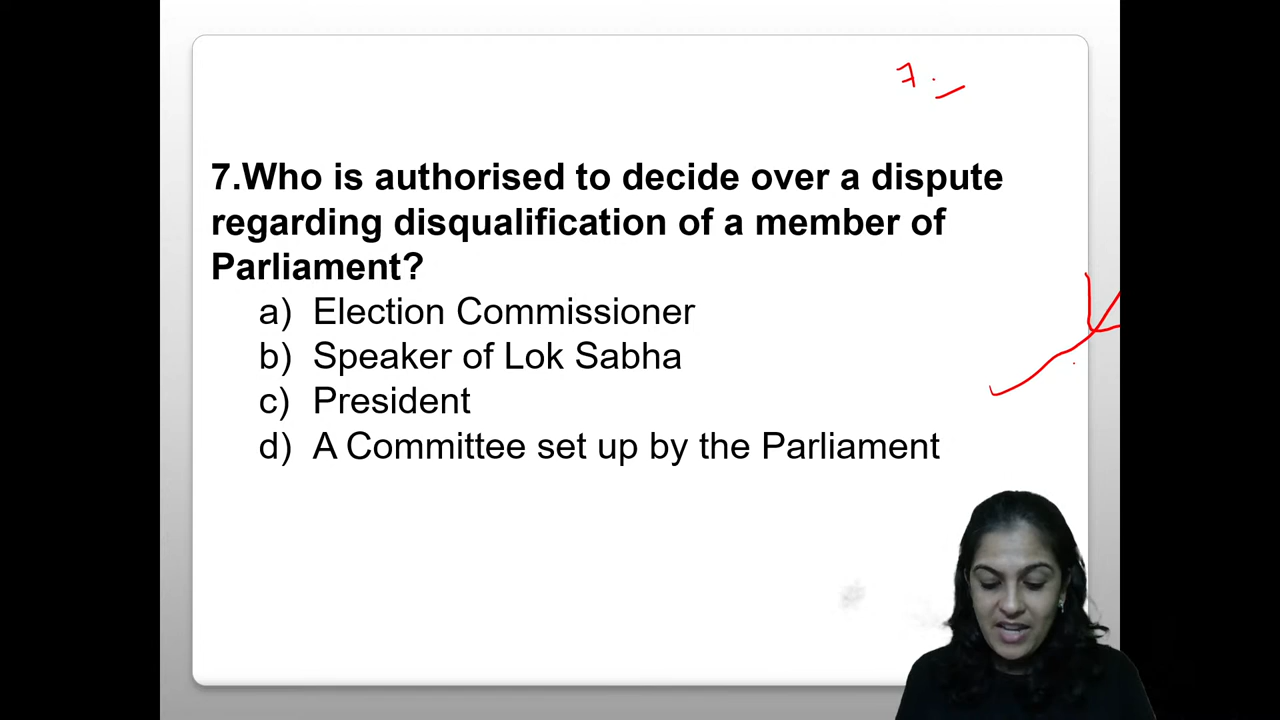 7.
7.Who is authorised to decide over a dispute
regarding disqualification of a member of
Parliament?
a) Election Commissioner
b) Speaker of Lok Sabha
c) President
d) A Committee set up by the Parliament